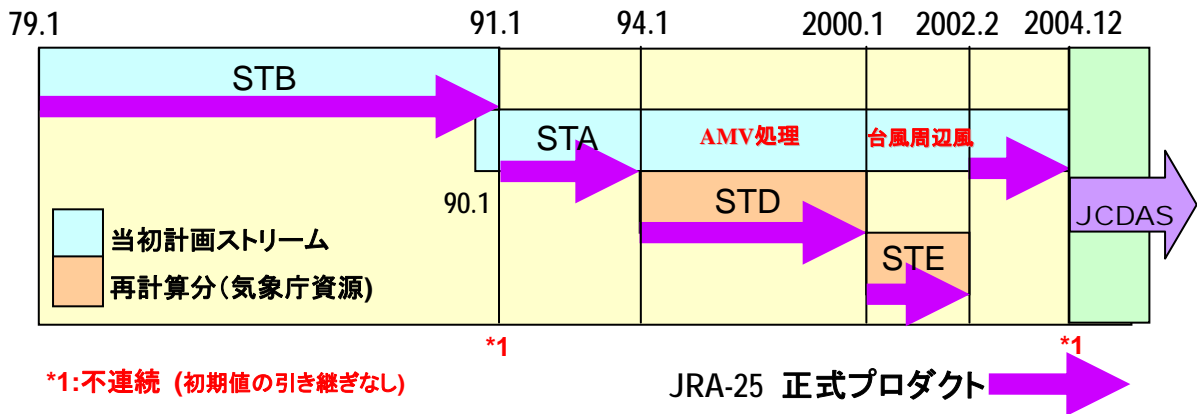 79.1 91.1 94.1 2000.1 2002.2 2004.12
STB
STA AMV処理 台風周辺風
90.1 STD JCDAS
当初計画ストリーム
STE
再計算分(気象庁資源)
*1 *1
*1:不連続 (初期値の引き継ぎなし) JRA-25 正式プロダクト